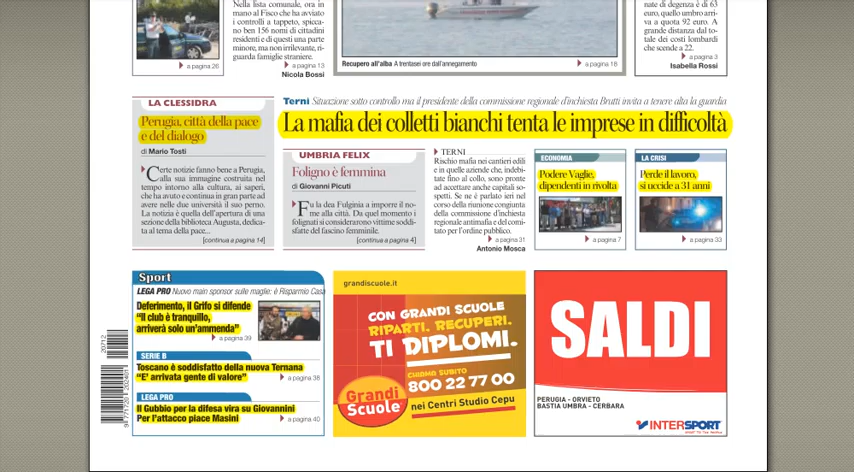 Nella lista comunale, ora in
mano al Fisco che ha avviato
i controlli a tappeto, spicca-
no ben 156 nomi di cittadini
residenti e di questi una parte
minore, ma non irrilevante, ri-
guarda famiglie straniere.
a pagina 26
a pagina 13
Nicola Bossi
Recupero all'alba A trentasei ore dall'annegamento
a pagina 18
nate di degenza è di 63
euro, quello umbro arri-
va a quota 92 euro. A
grande distanza dal to-
tale dei costi lombardi
che scende a 22.
a pagina 3
Isabella Rossi
LA CLESSIDRA
Perugia, città della pace
e del dialogo
di Mario Tosti
Certe notizie fanno bene a Perugia,
alla sua immagine costruita nel
tempo intorno alla cultura, ai saperi,
che ha avuto e continua in gran parte ad
avere nelle due università il suo perno.
La notizia è quella dell'apertura di una
sezione della biblioteca Augusta, dedica-
ta al tema della pace...
[continua a pagina 14]
Terni Situazione sotto controllo ma il presidente della commissione regionale d'inchiesta Brutti invita a tenere alta la guardia
La mafia dei colletti bianchi tenta le imprese in difficoltà
UMBRIA FELIX
Foligno è femmina
di Giovanni Picuti
Fu la dea Fulginia a imporre il no-
me alla città. Da quel momento i
folignati si considerarono vittime soddi-
sfatte del fascino femminile.
[continua a pagina 4]
TERNI
Rischio mafia nei cantieri edili
e in quelle aziende che, indebi-
tate fino al collo, sono pronte
ad accettare anche capitali so-
spetti. Se ne è parlato ieri nel
corso della riunione congiunta
della commissione d'inchiesta
regionale antimafia e del comi-
tato per l'ordine pubblico.
a pagina 31
Antonio Mosca
ECONOMIA
Podere Vaglie,
dipendenti in rivolta
a pagina 7
LA CRISI
Perde il lavoro,
si uccide a 31 anni
a pagina 33
Sport
LEGA PRO Nuovo main sponsor sulle maglie: è Risparmio Casa
Deferimento, il Grifo si difende
"Il club è tranquillo,
arriverà solo un'ammenda"
a pagina 39
SERIE B
Toscano è soddisfatto della nuova Ternana
"E' arrivata gente di valore"
a pagina 38
LEGA PRO
Il Gubbio per la difesa vira su Giovannini
Per l'attacco piace Masini
a pagina 40
20712
9 771720 202401
grandiscuole.it
CON GRANDI SCUOLE
RIPARTI. RECUPERI.
TI DIPLOMI.
CHIAMA SUBITO
800 22 77 00
Grandi
Scuole
nei Centri Studio Cepu
SALDI
PERUGIA - ORVIETO
BASTIA UMBRA - CERBARA
INTERSPORT